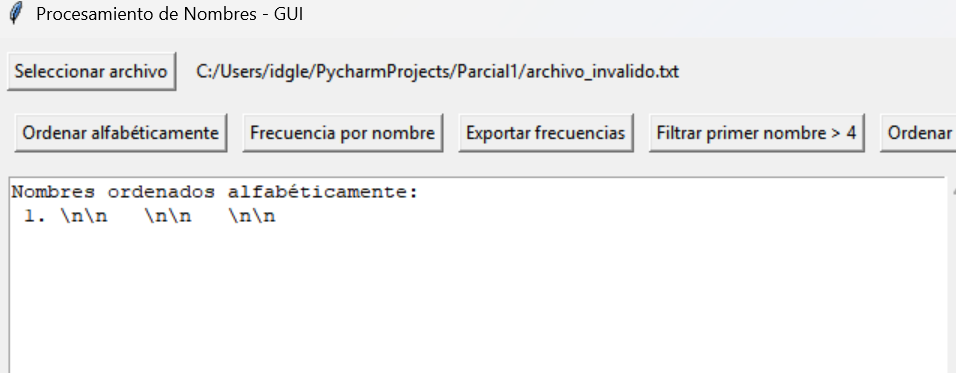 Procesamiento de Nombres - GUI
Seleccionar archivo C:/Users/idgle/PycharmProjects/Parcial1/archivo_invalido.txt
Ordenar alfabéticamente Frecuencia por nombre Exportar frecuencias Filtrar primer nombre > 4 Ordenar
Nombres ordenados alfabéticamente:
1. \n\n   \n\n   \n\n